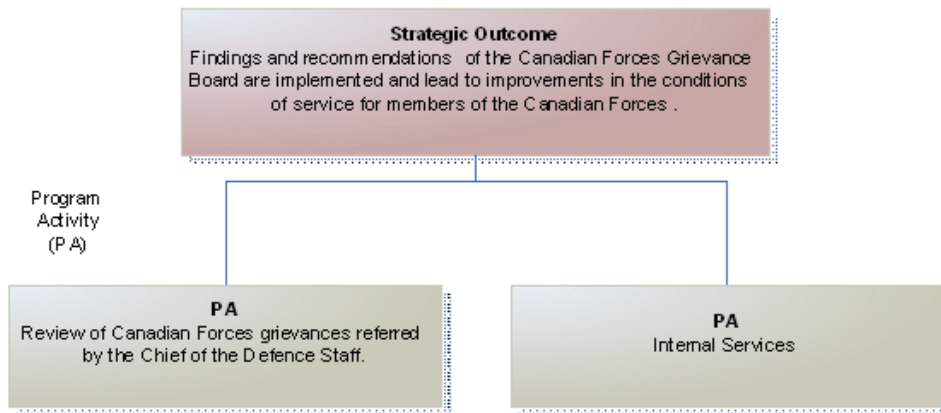 Strategic Outcome
Findings and recommendations of the Canadian Forces Grievance
Board are implemented and lead to improvements in the conditions
of service for members of the Canadian Forces .
Program
Activity
(PA)
PA
Review of Canadian Forces grievances referred
by the Chief of the Defence Staff.
PA
Internal Services